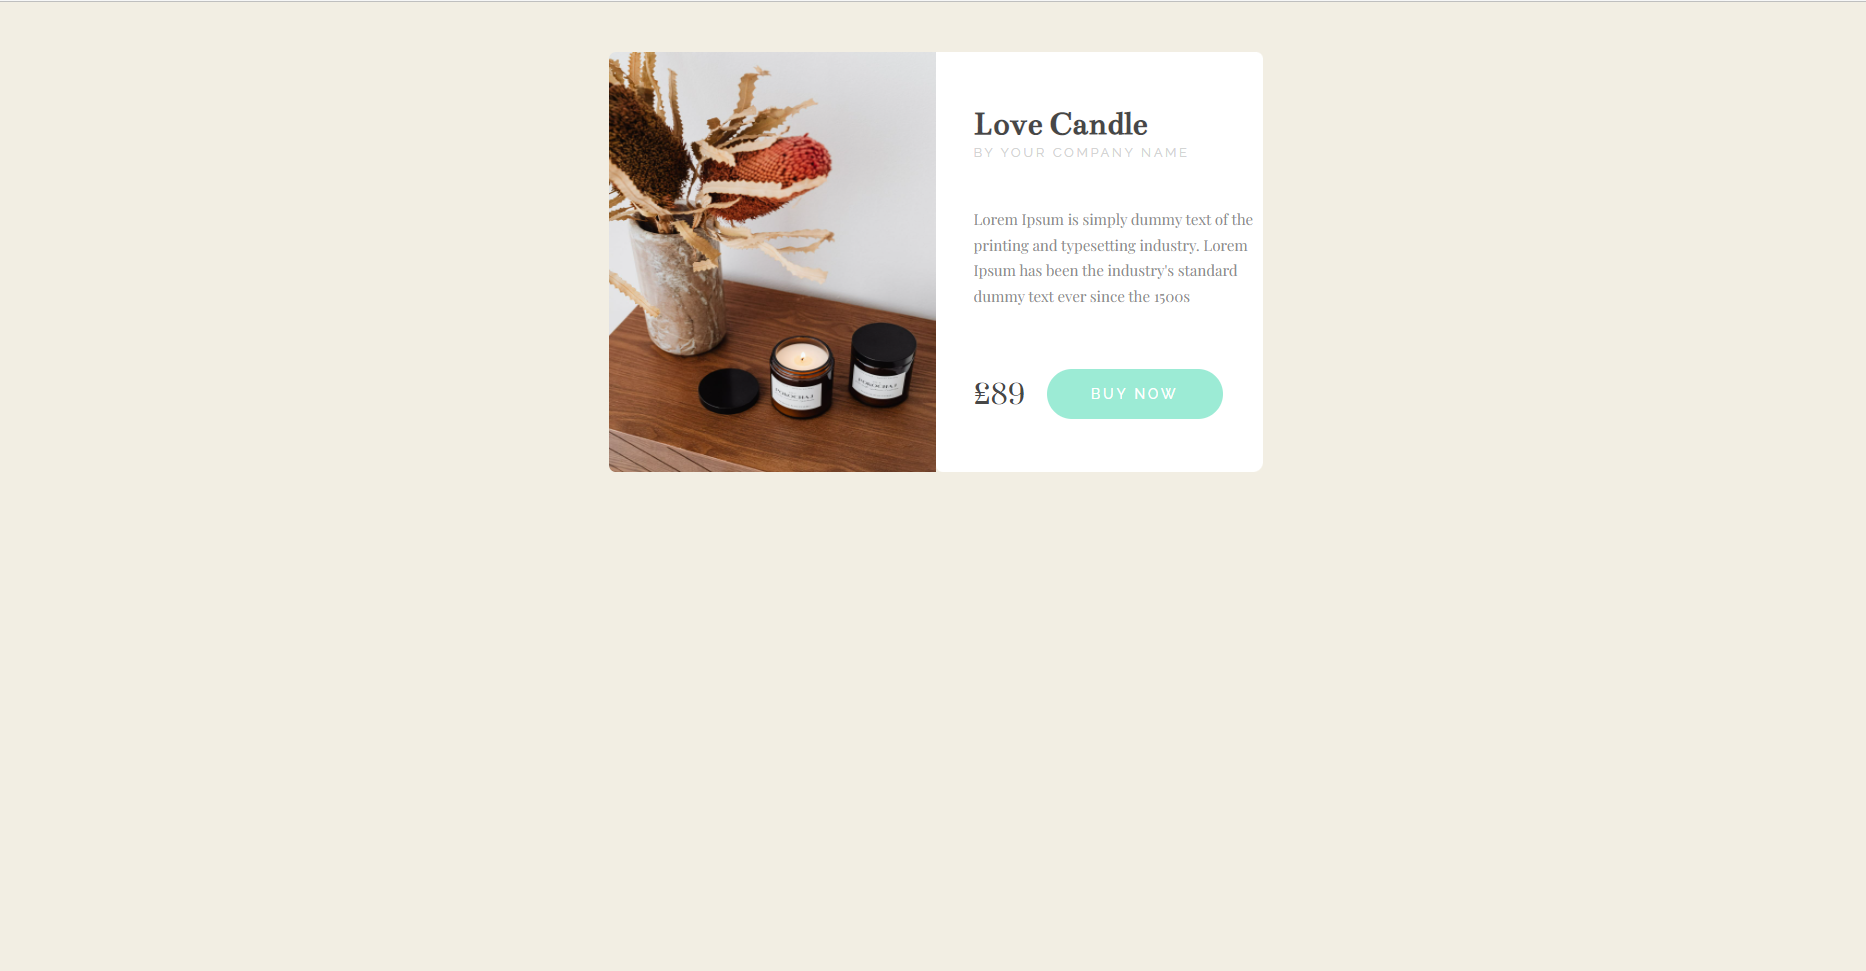 Love Candle
BY YOUR COMPANY NAME
Lorem Ipsum is simply dummy text of the
printing and typesetting industry. Lorem
Ipsum has been the industry's standard
dummy text ever since the 1500s
£89
BUY NOW